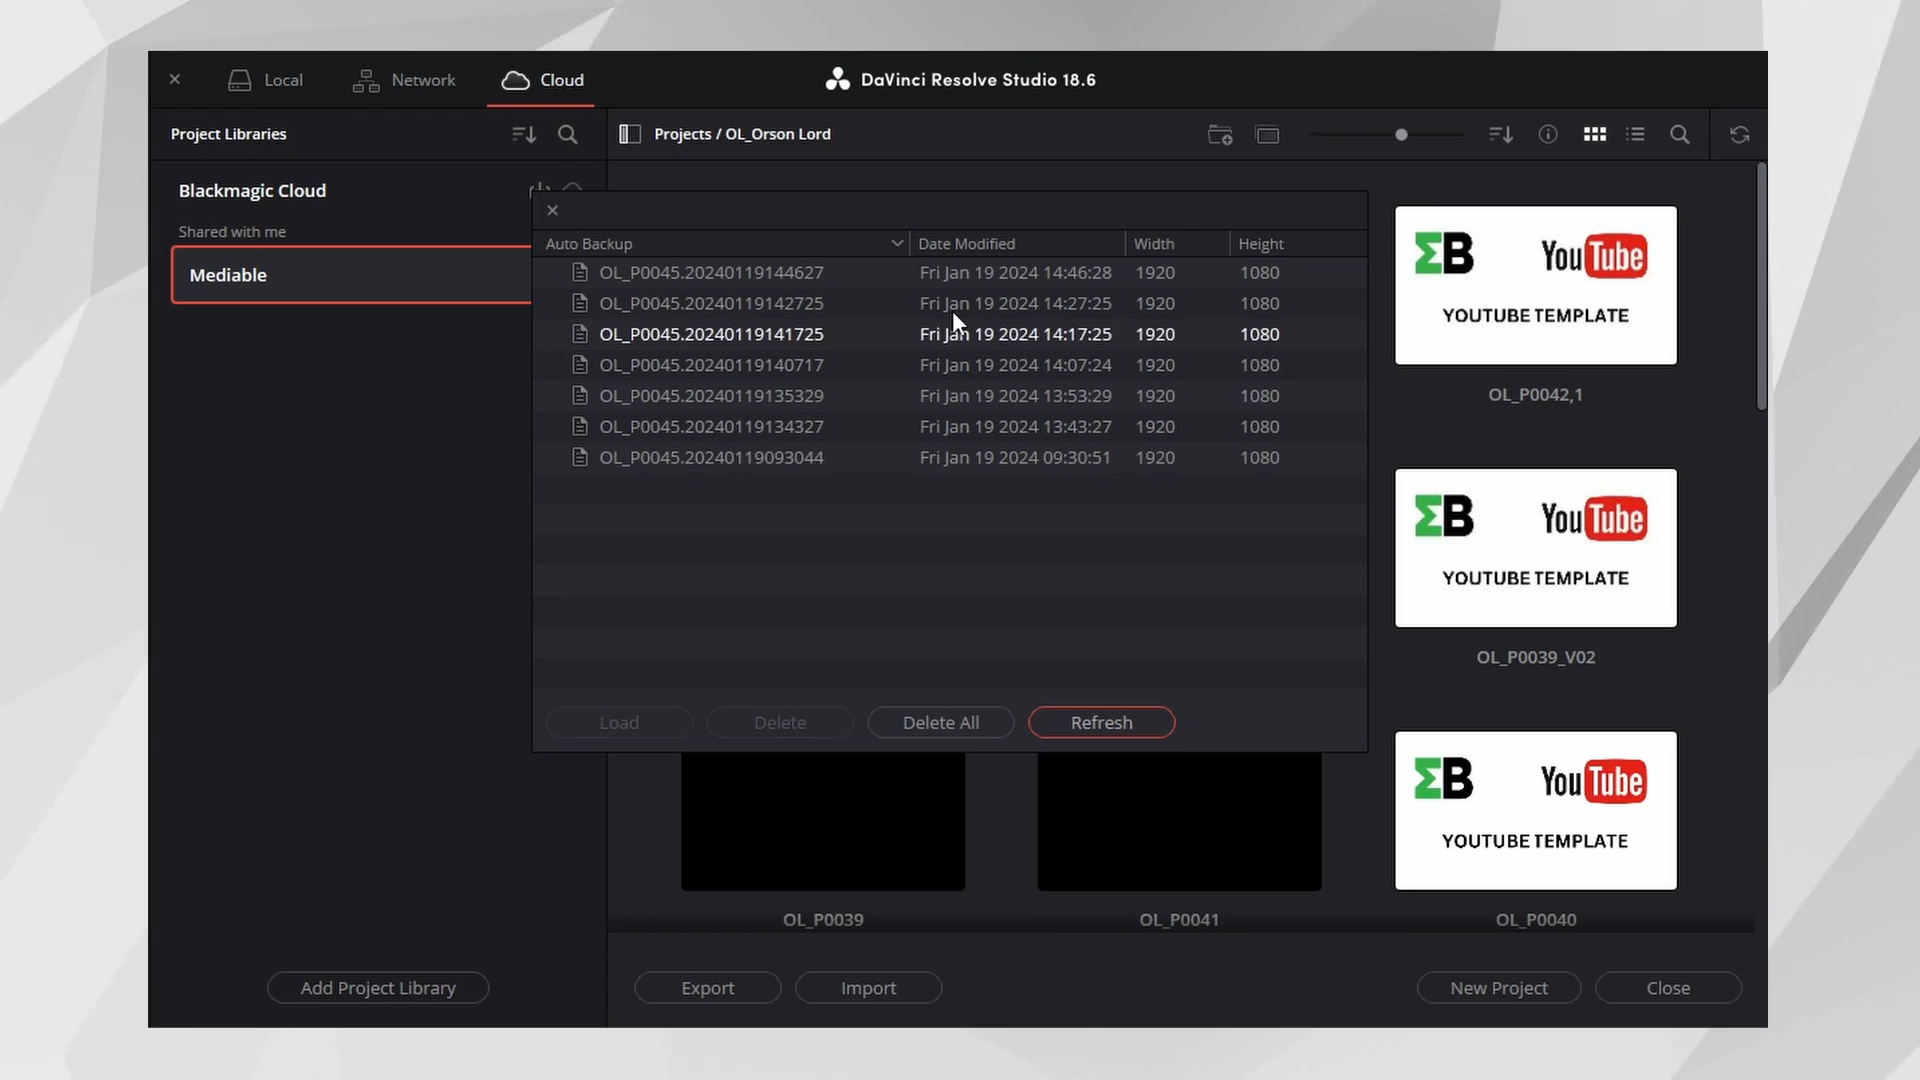 Local
Network
Cloud
DaVinci Resolve Studio 18.6
Project Libraries
Projects / OL_Orson Lord
Blackmagic Cloud
Shared with me
Mediable
Auto Backup Date Modified Width Height
OL_P0045.20240119144627 Fri Jan 19 2024 14:46:28 1920 1080
OL_P0045.20240119142725 Fri Jan 19 2024 14:27:25 1920 1080
OL_P0045.20240119141725 Fri Jan 19 2024 14:17:25 1920 1080
OL_P0045.20240119140717 Fri Jan 19 2024 14:07:24 1920 1080
OL_P0045.20240119135329 Fri Jan 19 2024 13:53:29 1920 1080
OL_P0045.20240119134327 Fri Jan 19 2024 13:43:27 1920 1080
OL_P0045.20240119093044 Fri Jan 19 2024 09:30:51 1920 1080
Load
Delete
Delete All
Refresh
ΣB YouTube
YOUTUBE TEMPLATE
OL_P0042,1
ΣB YouTube
YOUTUBE TEMPLATE
OL_P0039_V02
ΣB YouTube
YOUTUBE TEMPLATE
OL_P0039
OL_P0041
OL_P0040
Add Project Library
Export
Import
New Project
Close